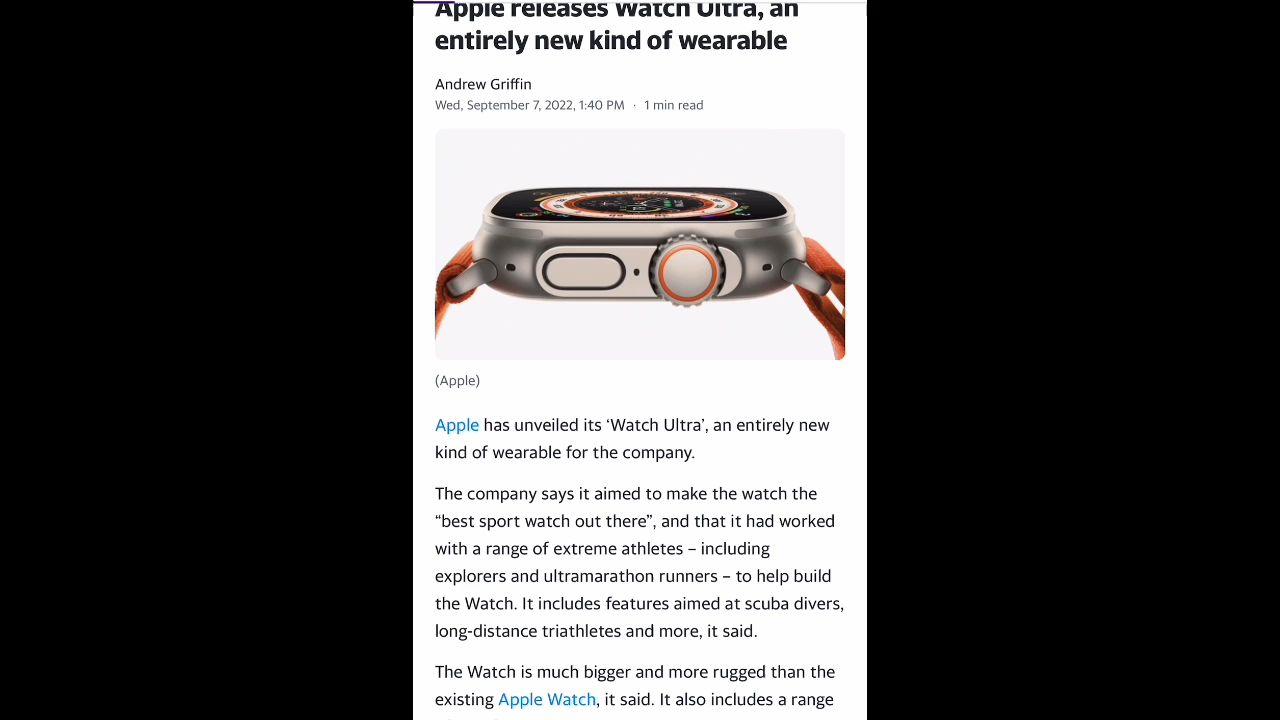 Apple releases Watch Ultra, an
entirely new kind of wearable
Andrew Griffin
Wed, September 7, 2022, 1:40 PM · 1 min read
(Apple)
Apple has unveiled its ‘Watch Ultra’, an entirely new
kind of wearable for the company.
The company says it aimed to make the watch the
“best sport watch out there”, and that it had worked
with a range of extreme athletes – including
explorers and ultramarathon runners – to help build
the Watch. It includes features aimed at scuba divers,
long-distance triathletes and more, it said.
The Watch is much bigger and more rugged than the
existing Apple Watch, it said. It also includes a range